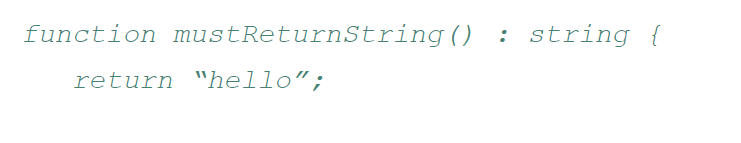 function mustReturnString() : string {
return “hello”;